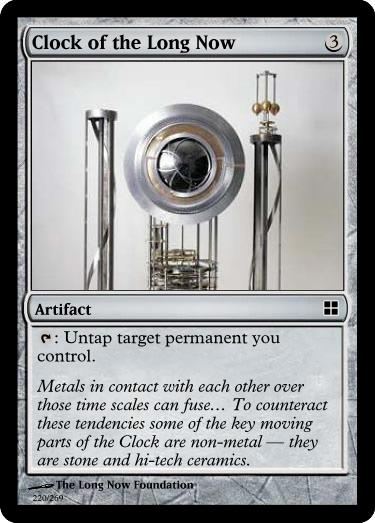 Clock of the Long Now 3
Artifact
: Untap target permanent you
control.
Metals in contact with each other over
those time scales can fuse… To counteract
these tendencies some of the key moving
parts of the Clock are non-metal — they
are stone and hi-tech ceramics.
The Long Now Foundation
220/269